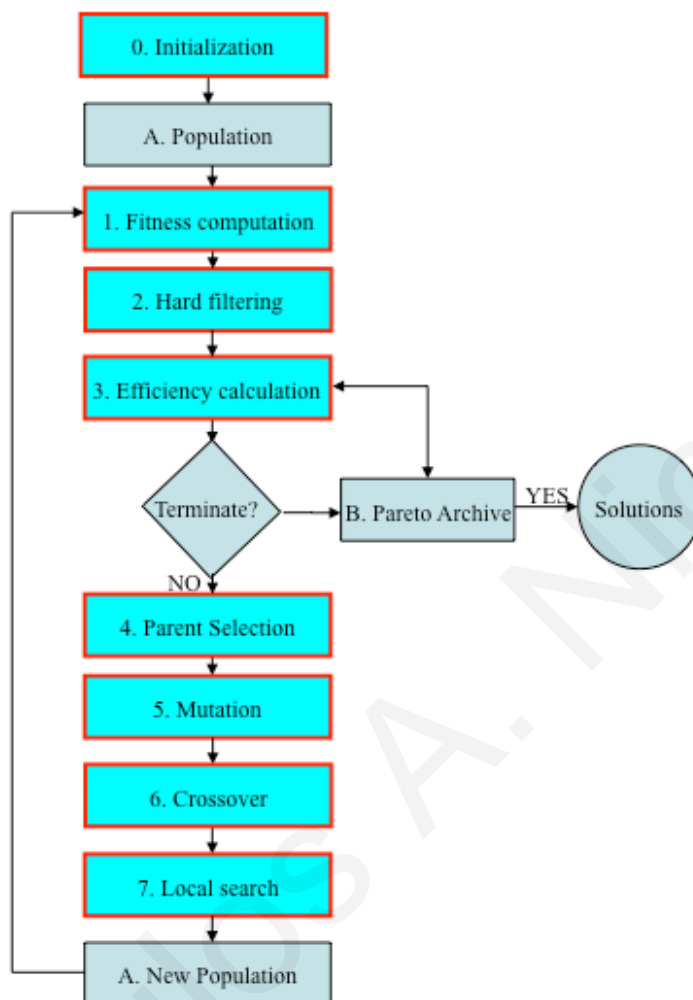 0. Initialization
A. Population
1. Fitness computation
2. Hard filtering
3. Efficiency calculation
Terminate?
B. Pareto Archive
YES
Solutions
NO
4. Parent Selection
5. Mutation
6. Crossover
7. Local search
A. New Population